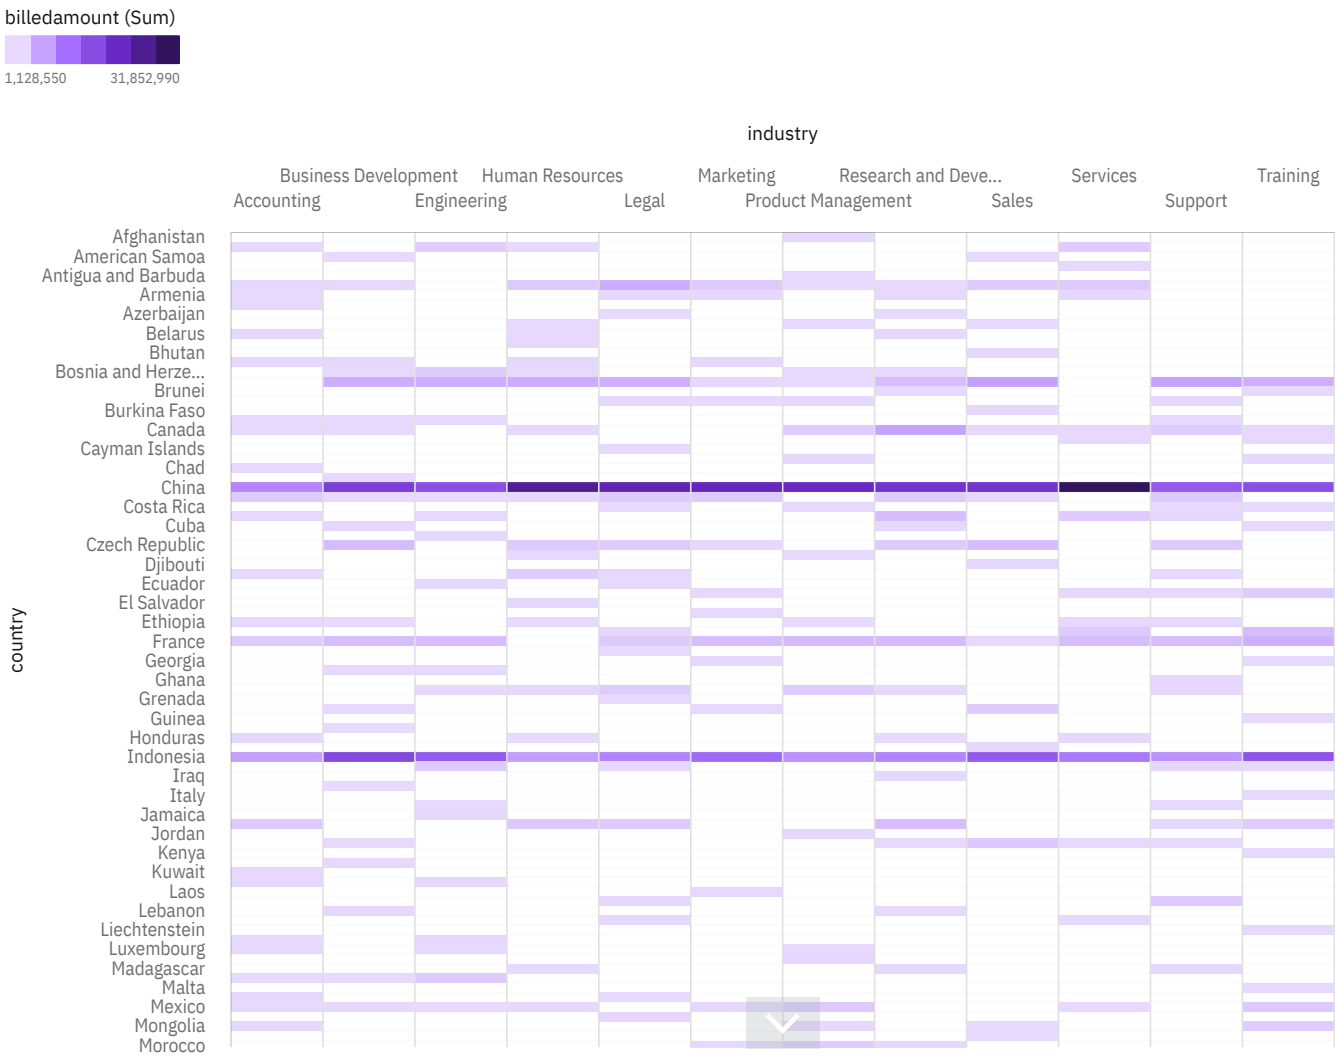 billedamount (Sum)
1,128,550 31,852,990
industry
Business Development Human Resources Marketing Research and Deve... Services Training
Accounting Engineering Legal Product Management Sales Support
country
Afghanistan
American Samoa
Antigua and Barbuda
Armenia
Azerbaijan
Belarus
Bhutan
Bosnia and Herze...
Brunei
Burkina Faso
Canada
Cayman Islands
Chad
China
Costa Rica
Cuba
Czech Republic
Djibouti
Ecuador
El Salvador
Ethiopia
France
Georgia
Ghana
Grenada
Guinea
Honduras
Indonesia
Iraq
Italy
Jamaica
Jordan
Kenya
Kuwait
Laos
Lebanon
Liechtenstein
Luxembourg
Madagascar
Malta
Mexico
Mongolia
Morocco